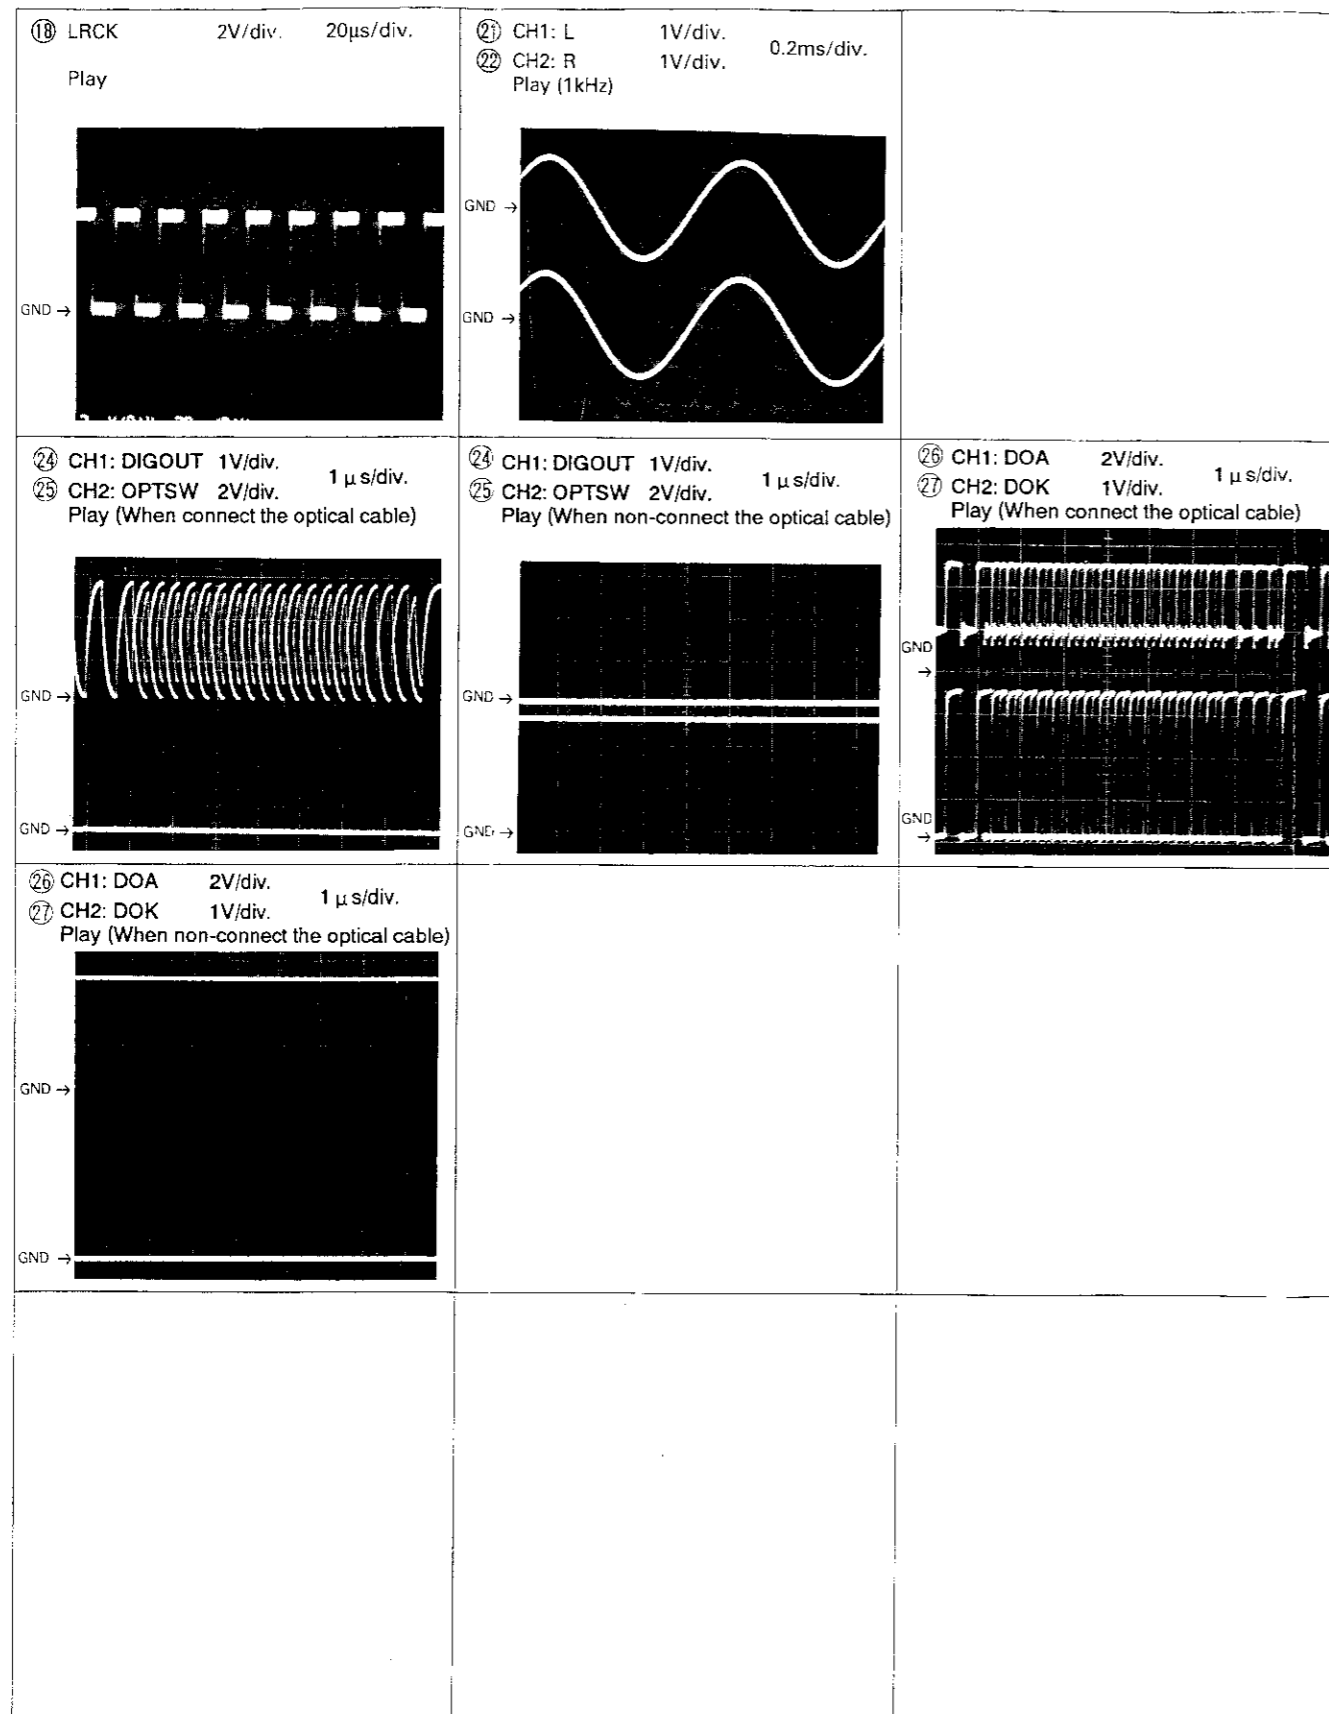 ⑱ LRCK 2V/div. 20μs/div.
Play
GND →
㉑ CH1: L 1V/div. 0.2ms/div.
㉒ CH2: R 1V/div.
Play (1kHz)
GND →
GND →
㉔ CH1: DIGOUT 1V/div. 1 μ s/div.
㉕ CH2: OPTSW 2V/div.
Play (When connect the optical cable)
GND →
GND →
㉔ CH1: DIGOUT 1V/div. 1 μ s/div.
㉕ CH2: OPTSW 2V/div.
Play (When non-connect the optical cable)
GND →
GND →
㉖ CH1: DOA 2V/div. 1 μ s/div.
㉗ CH2: DOK 1V/div.
Play (When connect the optical cable)
GND
→
GND
→
㉖ CH1: DOA 2V/div. 1 μ s/div.
㉗ CH2: DOK 1V/div.
Play (When non-connect the optical cable)
GND →
GND →